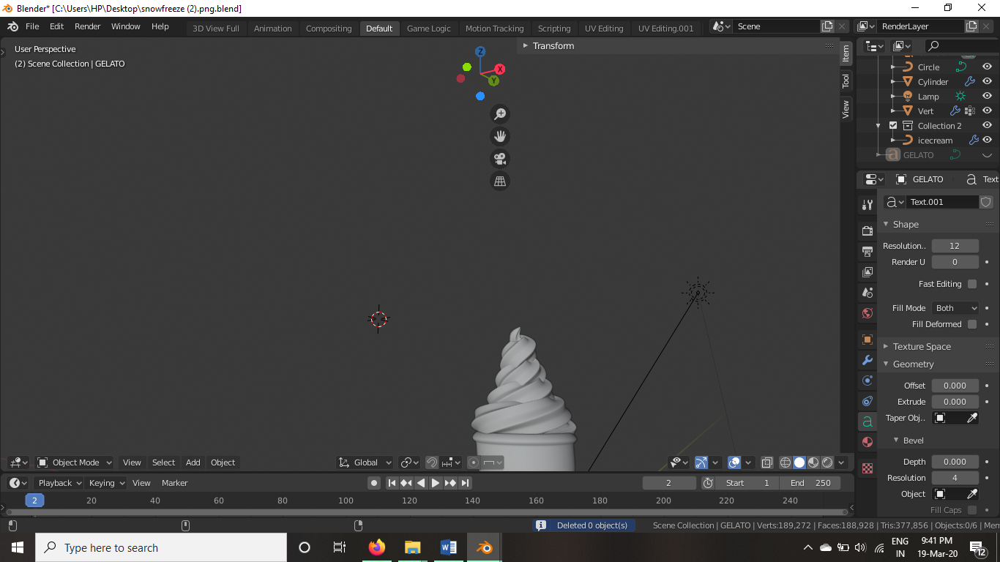 Blender* [C:\Users\HP\Desktop\snowfreeze (2).png.blend]
File Edit Render Window Help 3D View Full Animation Compositing Default Game Logic Motion Tracking Scripting UV Editing UV Editing.001 Scene RenderLayer
User Perspective
(2) Scene Collection | GELATO
Transform
Item
Tool
View
Z
X
Y
Circle
Cylinder
Lamp
Vert
Collection 2
icecream
GELATO
GELATO Text
Text.001
Shape
Resolution.. 12
Render U 0
Fast Editing
Fill Mode Both
Fill Deformed
Texture Space
Geometry
Offset 0.000
Extrude 0.000
Taper Obj..
Bevel
Depth 0.000
Resolution 4
Object
Fill Caps
Object Mode View Select Add Object Global
Playback Keying View Marker 2 Start 1 End 250
2 20 40 60 80 100 120 140 160 180 200 220 240
Deleted 0 object(s) Scene Collection | GELATO | Verts:189,272 | Faces:188,928 | Tris:377,856 | Objects:0/6 | Mem
Type here to search
ENG
IN
9:41 PM
19-Mar-20
12